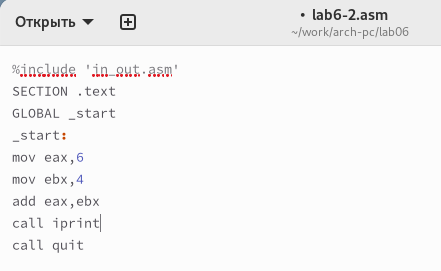 Открыть
• lab6-2.asm
~/work/arch-pc/lab06
%include 'in_out.asm'
SECTION .text
GLOBAL _start
_start:
mov eax,6
mov ebx,4
add eax,ebx
call iprint
call quit